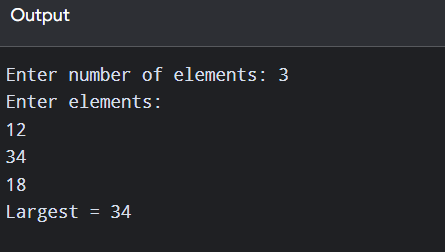 Output
Enter number of elements: 3
Enter elements:
12
34
18
Largest = 34